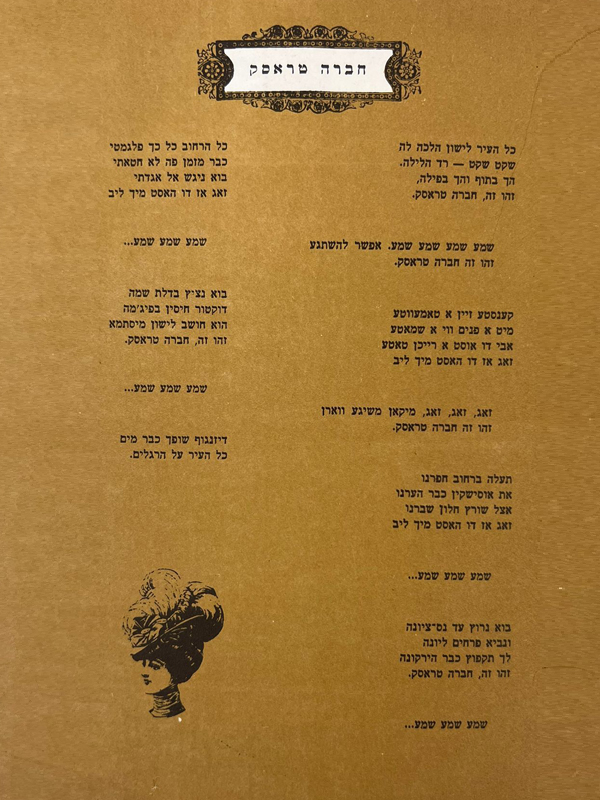 חברה טראסק
כל העיר לישון הלכה לה
שקט שקט — רד הלילה.
הך בתוף והך בפילה,
זהו זה, חברה טראסק.
שמע שמע שמע שמע. אפשר להשתגע
זהו זה חברה טראסק.
קענסטע זיין א טאמעווטע
מיט א פנים ווי א שמאטע
אבי דו אוסט א רייכן טאטע
זאג אז דו האסט מיך ליב
זאג, זאג, זאג, מיקאן משיגע ווארן
זהו זה חברה טראסק.
תעלה ברחוב חפרנו
את אוסישקין כבר הערנו
אצל שורץ חלון שברנו
זאג אז דו האסט מיך ליב
שמע שמע שמע...
בוא נרוץ עד נס־ציונה
ונביא פרחים ליונה
לך תקפוץ כבר הירקונה
זהו זה, חברה טראסק.
שמע שמע שמע...
כל הרחוב כל כך פלגמטי
כבר מזמן פה לא חטאתי
בוא ניגש אל אגדתי
זאג אז דו האסט מיך ליב
שמע שמע שמע...
בוא נציץ בדלת שמה
דוקטור חיסין בפיג'מה
הוא חושב לישון מיסתמא
זהו זה, חברה טראסק.
שמע שמע שמע...
דיזנגוף שופך כבר מים
כל העיר על הרגלים.